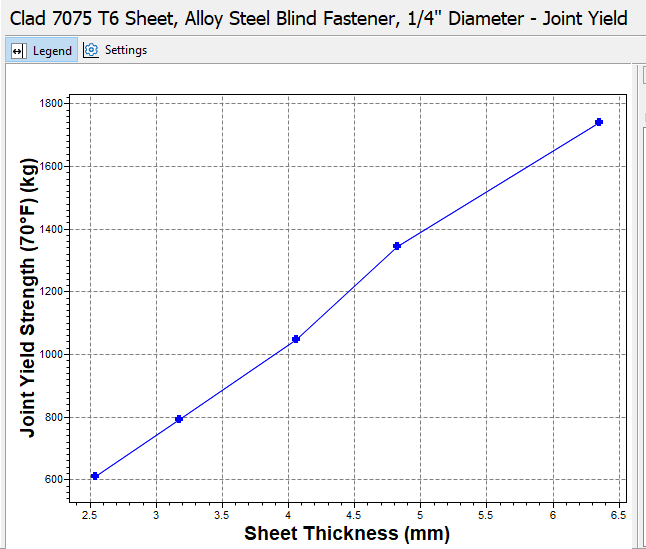 Clad 7075 T6 Sheet, Alloy Steel Blind Fastener, 1/4" Diameter - Joint Yield
Legend
Settings
Joint Yield Strength (70°F) (kg)
1800
1600
1400
1200
1000
800
600
2.5 3 3.5 4 4.5 5 5.5 6 6.5
Sheet Thickness (mm)